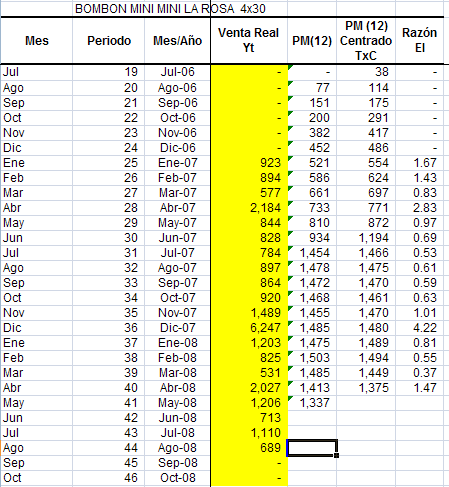 BOMBON MINI MINI LA ROSA 4x30
Mes Periodo Mes/Año Venta Real Yt PM(12) PM (12) Centrado TxC Razón EI
Jul 19 Jul-06 - - 38 -
Ago 20 Ago-06 - 77 114 -
Sep 21 Sep-06 - 151 175 -
Oct 22 Oct-06 - 200 291 -
Nov 23 Nov-06 - 382 417 -
Dic 24 Dic-06 - 452 486 -
Ene 25 Ene-07 923 521 554 1.67
Feb 26 Feb-07 894 586 624 1.43
Mar 27 Mar-07 577 661 697 0.83
Abr 28 Abr-07 2,184 733 771 2.83
May 29 May-07 844 810 872 0.97
Jun 30 Jun-07 828 934 1,194 0.69
Jul 31 Jul-07 784 1,454 1,466 0.53
Ago 32 Ago-07 897 1,478 1,475 0.61
Sep 33 Sep-07 864 1,472 1,470 0.59
Oct 34 Oct-07 920 1,468 1,461 0.63
Nov 35 Nov-07 1,489 1,455 1,470 1.01
Dic 36 Dic-07 6,247 1,485 1,480 4.22
Ene 37 Ene-08 1,203 1,475 1,489 0.81
Feb 38 Feb-08 825 1,503 1,494 0.55
Mar 39 Mar-08 531 1,485 1,449 0.37
Abr 40 Abr-08 2,027 1,413 1,375 1.47
May 41 May-08 1,206 1,337
Jun 42 Jun-08 713
Jul 43 Jul-08 1,110
Ago 44 Ago-08 689
Sep 45 Sep-08 -
Oct 46 Oct-08 -